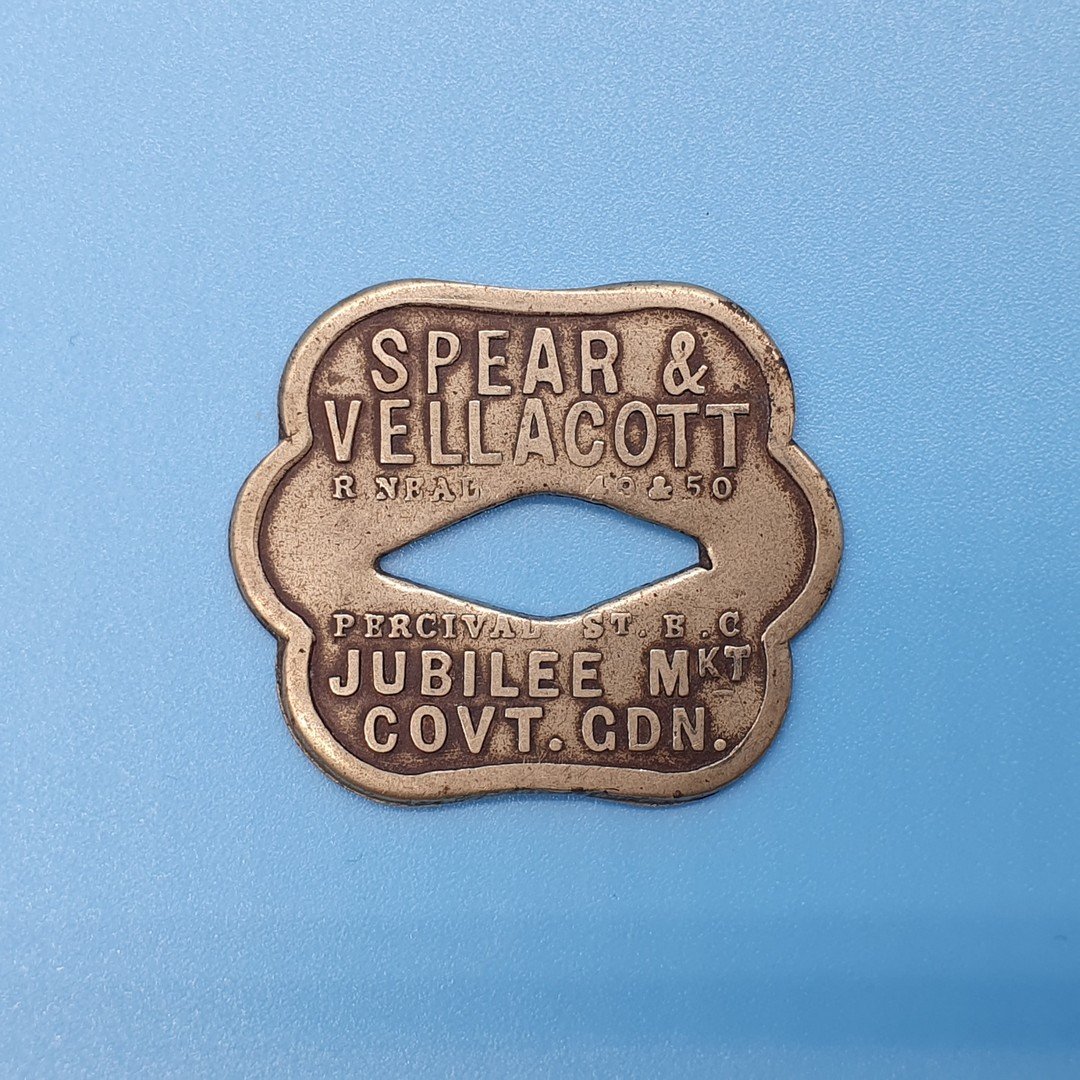 SPEAR &
VELLACOTT
R NEAL 49 & 50
PERCIVAL ST. E.C
JUBILEE MKT
COVT. GDN.